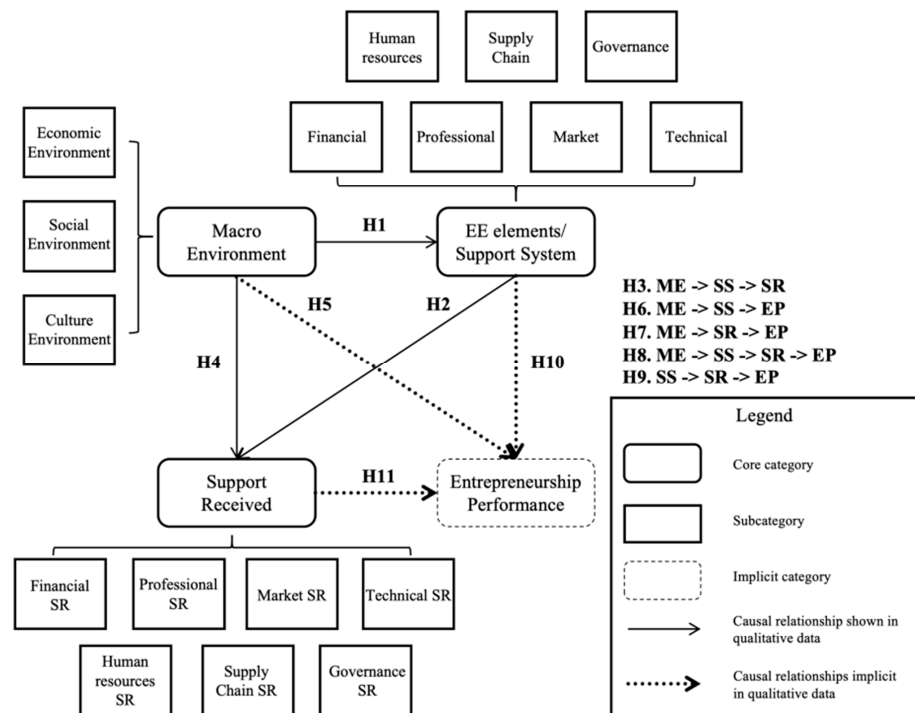 Human
resources
Supply
Chain
Governance
Financial
Professional
Market
Technical
Economic
Environment
Social
Environment
Culture
Environment
Macro
Environment
H1
EE elements/
Support System
H5
H2
H4
H10
H3. ME -> SS -> SR
H6. ME -> SS -> EP
H7. ME -> SR -> EP
H8. ME -> SS -> SR -> EP
H9. SS -> SR -> EP
Support
Received
H11
Entrepreneurship
Performance
Financial
SR
Professional
SR
Market SR
Technical SR
Human
resources
SR
Supply
Chain SR
Governance
SR
Legend
Core category
Subcategory
Implicit category
Causal relationship shown in
qualitative data
Causal relationships implicit
in qualitative data